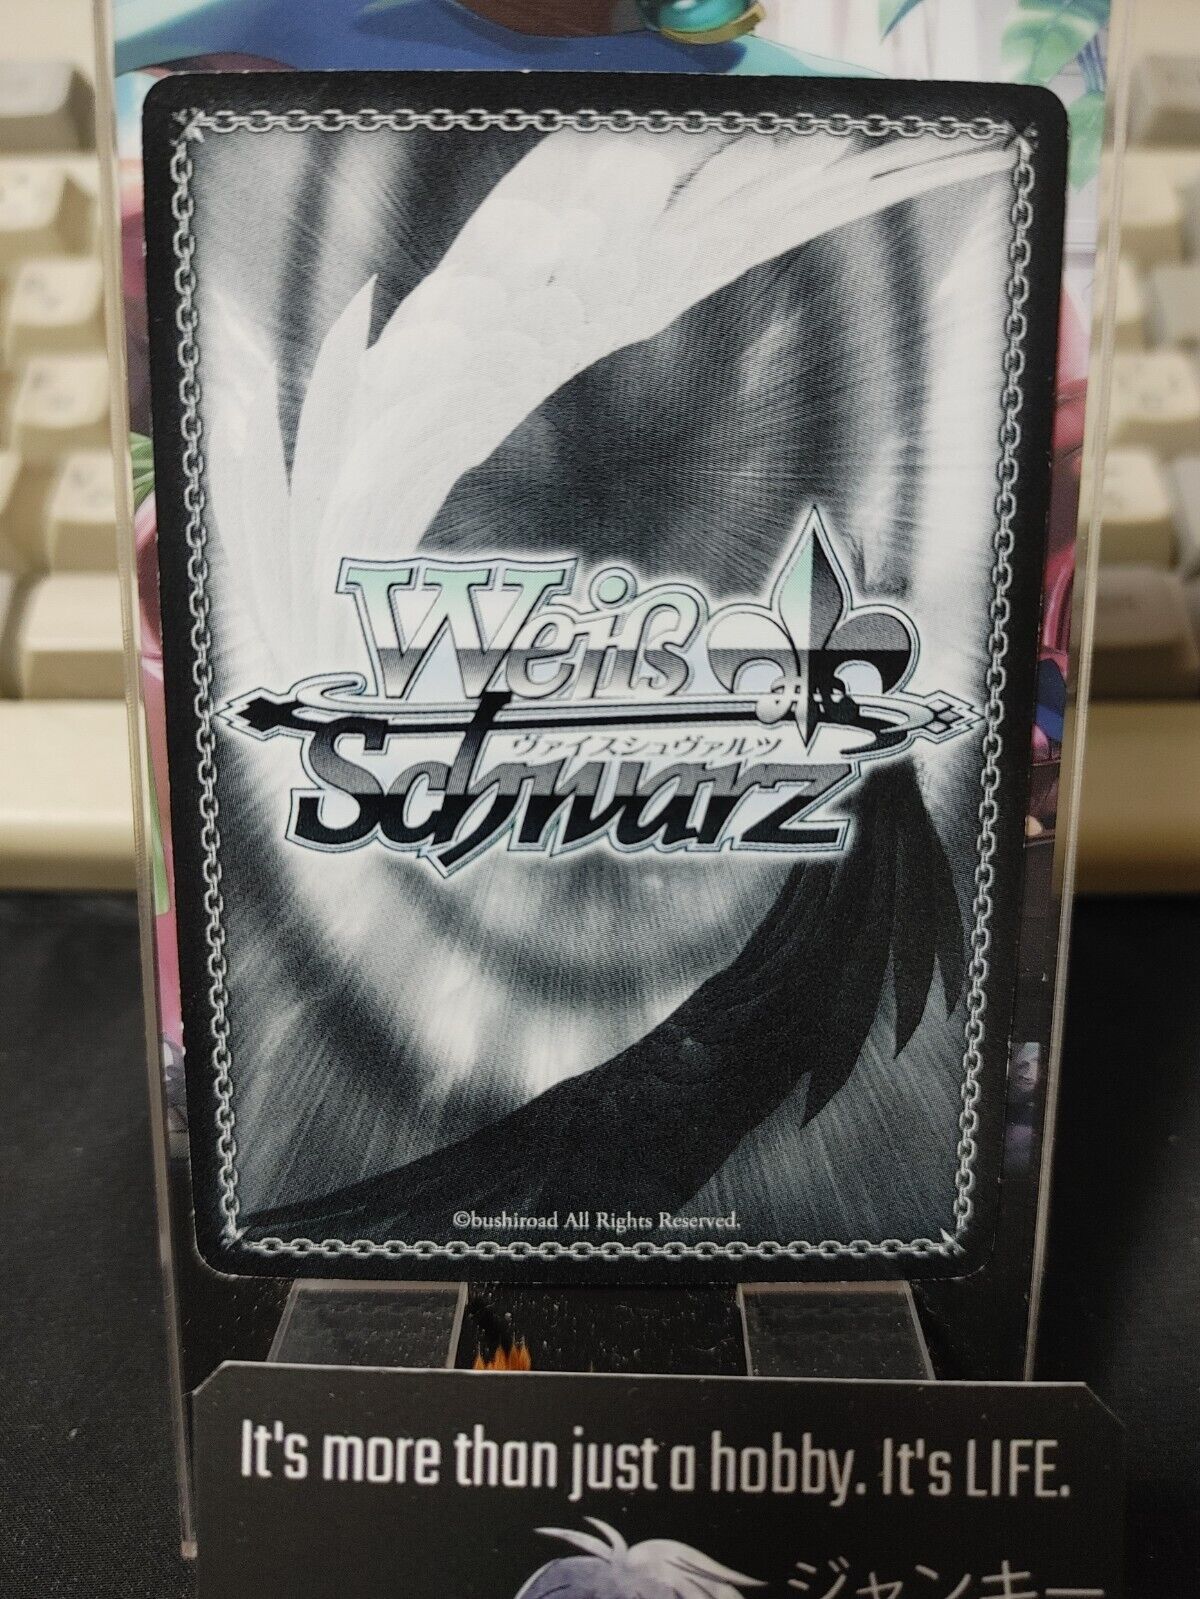 Weiß
ヴァイスシュヴァルツ
Schwarz
©bushiroad All Rights Reserved.
It's more than just a hobby. It's LIFE.
ジャンキー